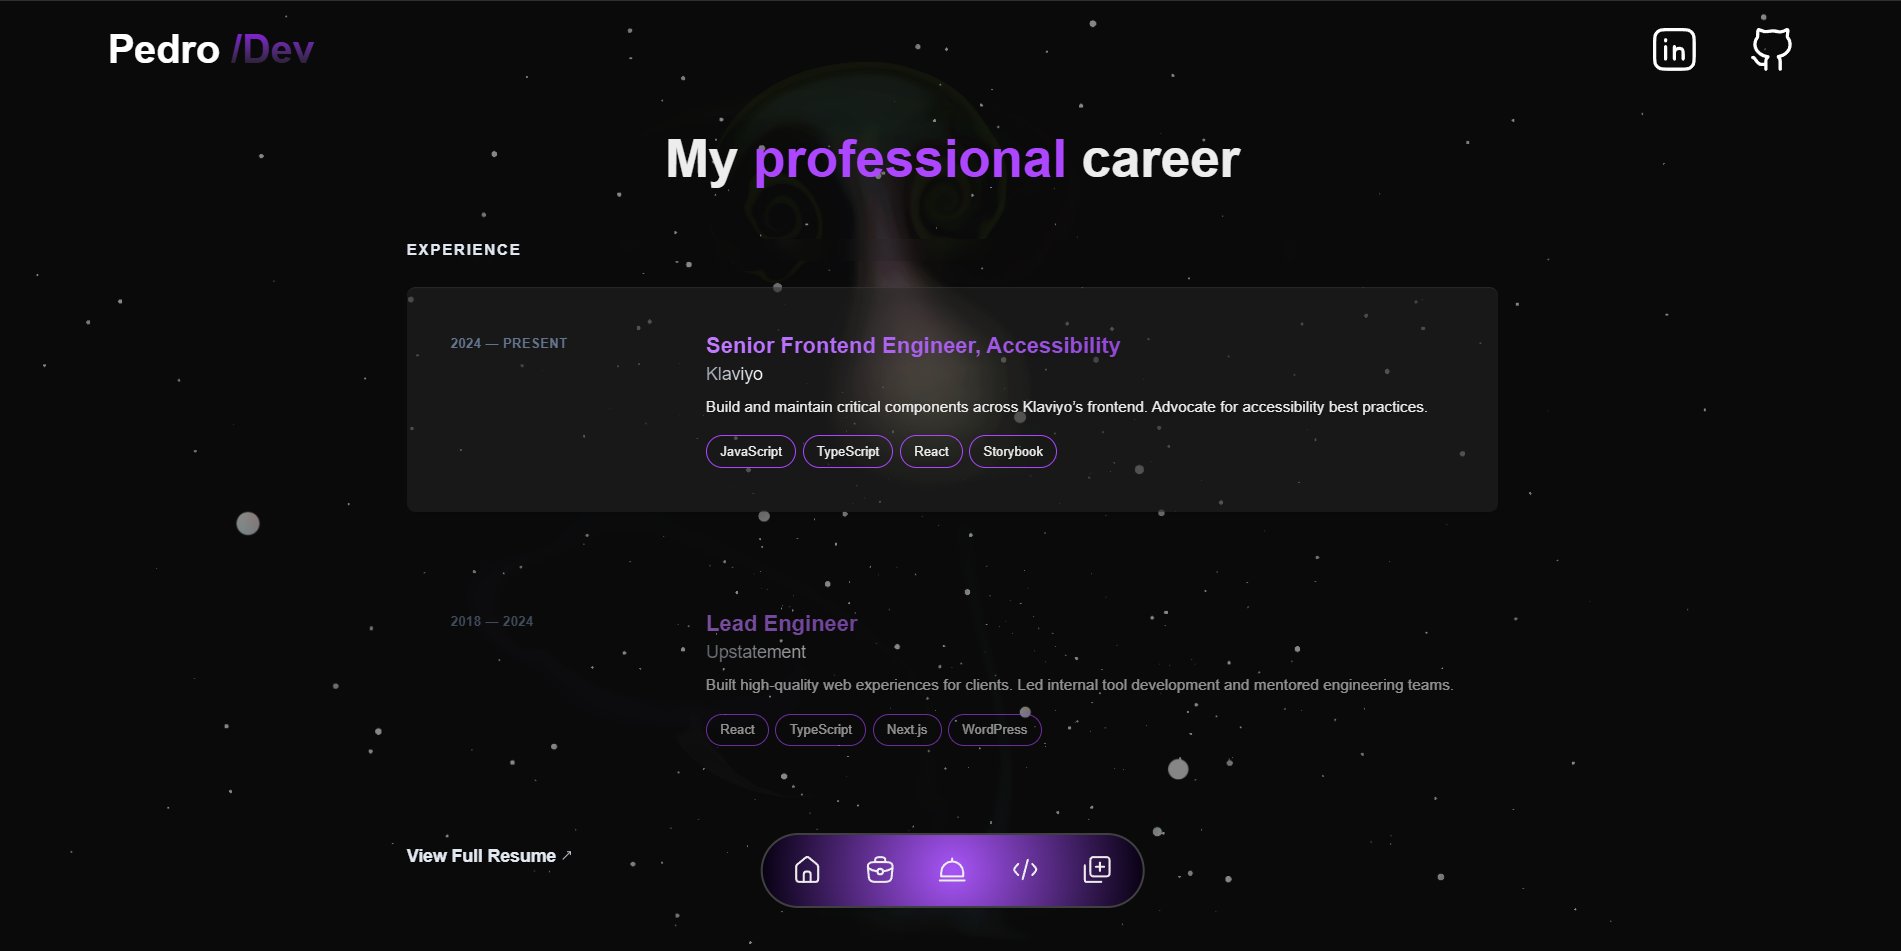 Pedro /Dev
My professional career
EXPERIENCE
2024 — PRESENT
Senior Frontend Engineer, Accessibility
Klaviyo
Build and maintain critical components across Klaviyo’s frontend. Advocate for accessibility best practices.
JavaScript TypeScript React Storybook
2018 — 2024
Lead Engineer
Upstatement
Built high-quality web experiences for clients. Led internal tool development and mentored engineering teams.
React TypeScript Next.js WordPress
View Full Resume ↗